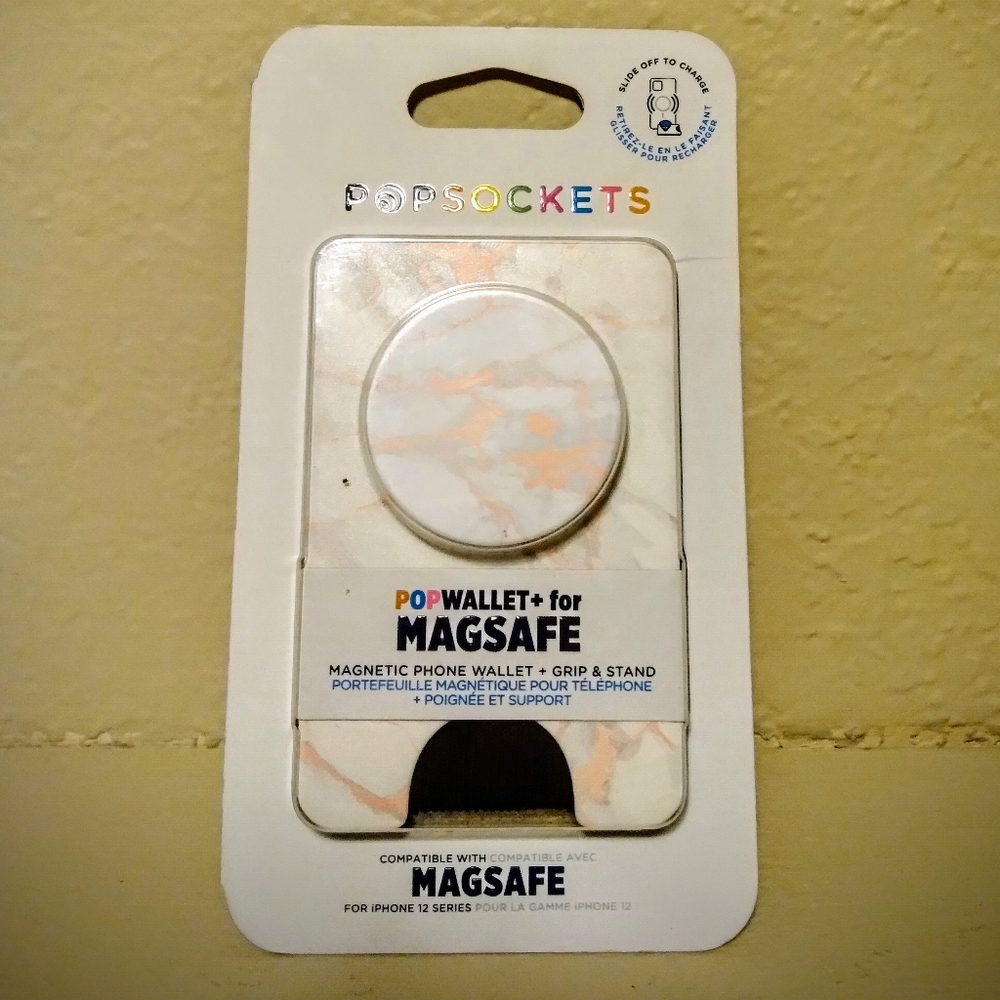 SLIDE OFF TO CHARGE
RETIREZ-LE EN LE FAISANT
GLISSER POUR RECHARGER
POPSOCKETS
POPWALLET+ for
MAGSAFE
MAGNETIC PHONE WALLET + GRIP & STAND
PORTEFEUILLE MAGNÉTIQUE POUR TÉLÉPHONE
+ POIGNÉE ET SUPPORT
COMPATIBLE WITH COMPATIBLE AVEC
MAGSAFE
FOR iPHONE 12 SERIES POUR LA GAMME iPHONE 12